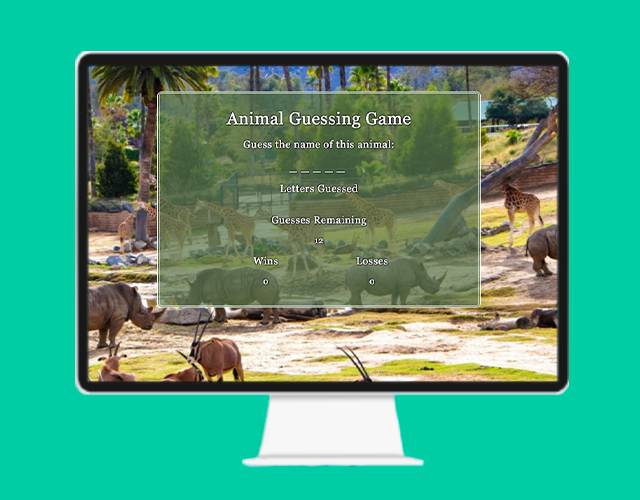 Animal Guessing Game
Guess the name of this animal:
_ _ _ _ _
Letters Guessed
Guesses Remaining
12
Wins Losses
0 0